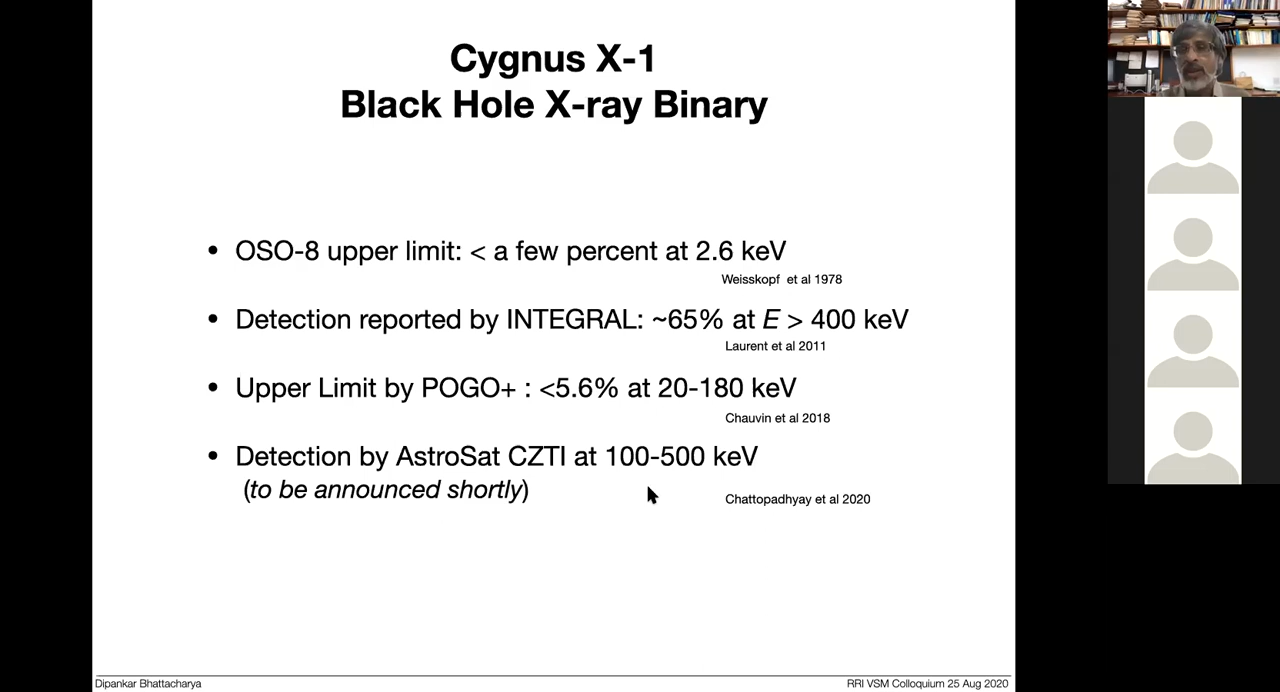 Cygnus X-1
Black Hole X-ray Binary
• OSO-8 upper limit: < a few percent at 2.6 keV
Weisskopf et al 1978
• Detection reported by INTEGRAL: ~65% at E > 400 keV
Laurent et al 2011
• Upper Limit by POGO+ : <5.6% at 20-180 keV
Chauvin et al 2018
• Detection by AstroSat CZTI at 100-500 keV
(to be announced shortly)
Chattopadhyay et al 2020
Dipankar Bhattacharya
RRI VSM Colloquium 25 Aug 2020